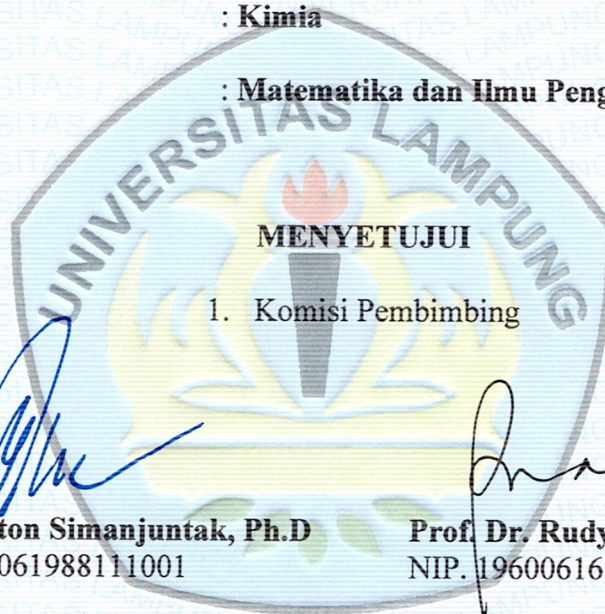 : Kimia
: Matematika dan Ilmu Peng
UNIVERSITAS LAMPUNG
MENYETUJUI
1. Komisi Pembimbing
ton Simanjuntak, Ph.D Prof. Dr. Rudy
061988111001 NIP. 19600616